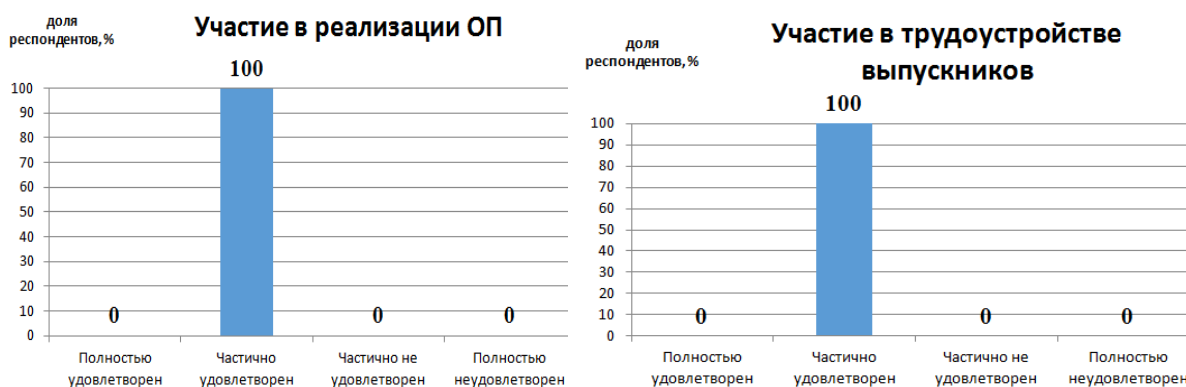 доля
респондентов,%
Участие в реализации ОП
100
100
90
80
70
60
50
40
30
20
10
0
0
0
0
Полностью
удовлетворен
Частично
удовлетворен
Частично не
удовлетворен
Полностью
неудовлетворен
доля
респондентов,%
Участие в трудоустройстве
выпускников
100
100
90
80
70
60
50
40
30
20
10
0
0
0
0
Полностью
удовлетворен
Частично
удовлетворен
Частично не
удовлетворен
Полностью
неудовлетворен